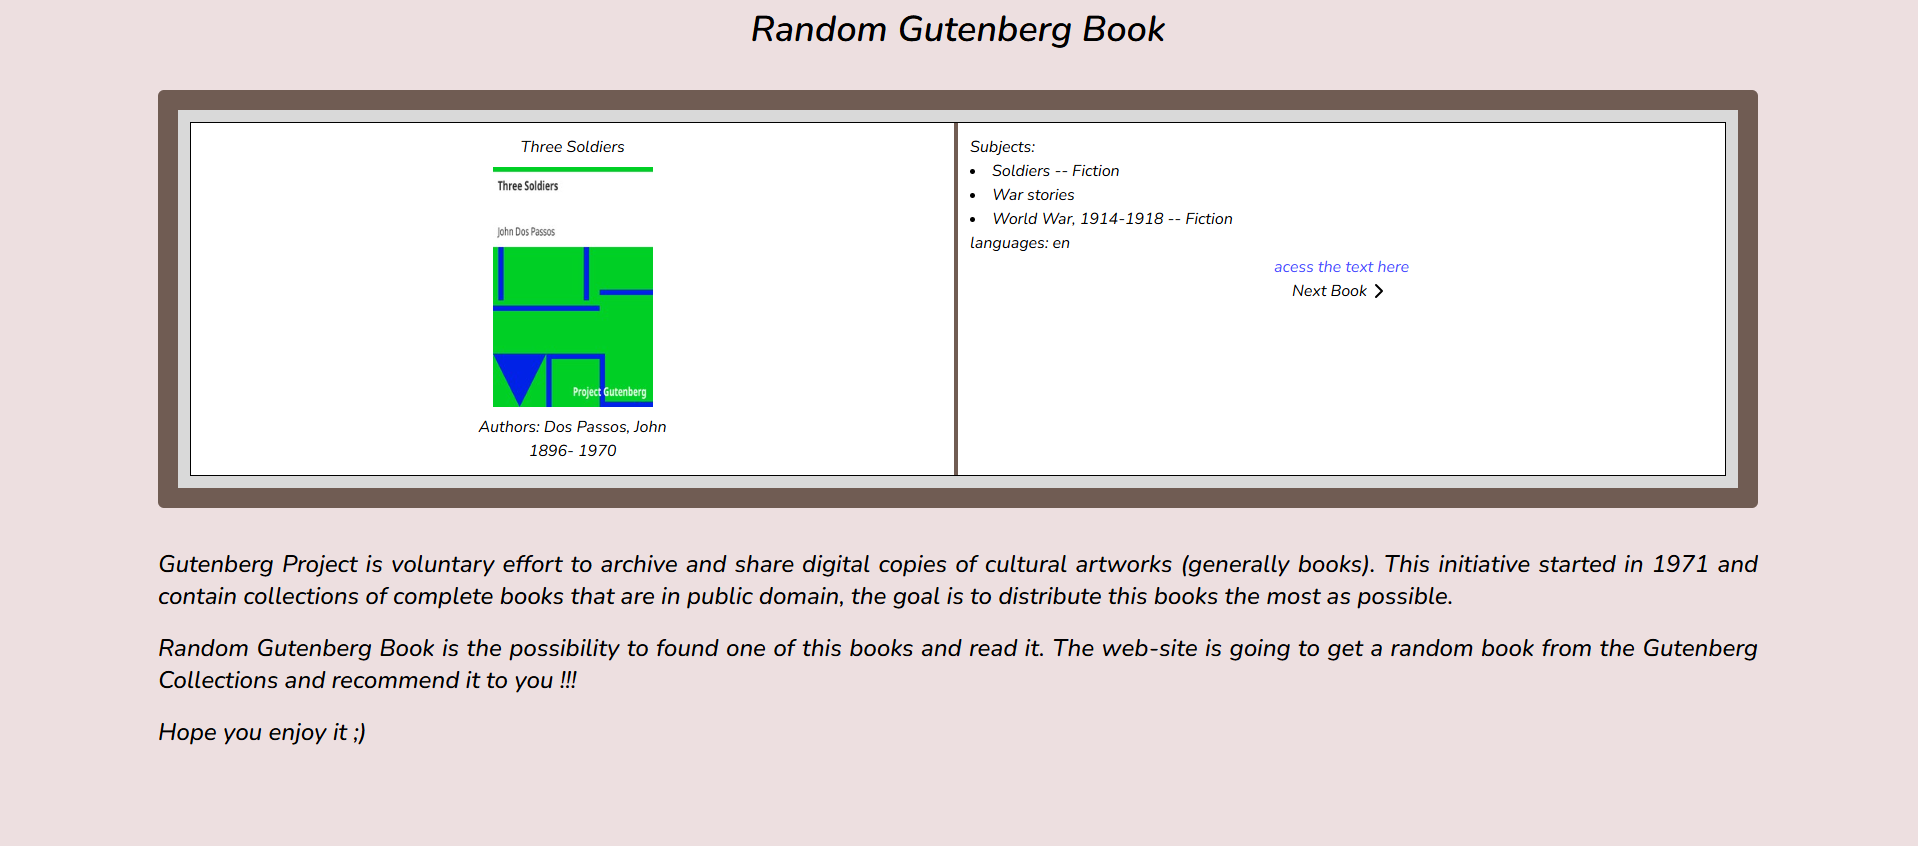 Random Gutenberg Book
Three Soldiers
Three Soldiers
John Dos Passos
Project Gutenberg
Authors: Dos Passos, John
1896- 1970
Subjects:
Soldiers -- Fiction
War stories
World War, 1914-1918 -- Fiction
languages: en
acess the text here
Next Book
Gutenberg Project is voluntary effort to archive and share digital copies of cultural artworks (generally books). This initiative started in 1971 and
contain collections of complete books that are in public domain, the goal is to distribute this books the most as possible.
Random Gutenberg Book is the possibility to found one of this books and read it. The web-site is going to get a random book from the Gutenberg
Collections and recommend it to you !!!
Hope you enjoy it ;)